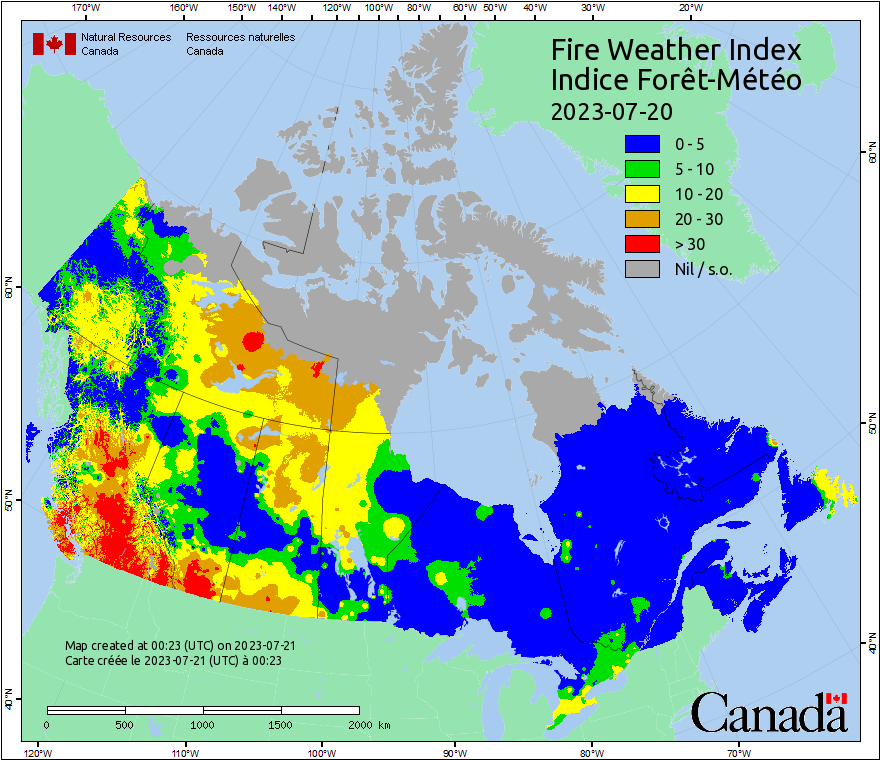 170°W 160°W 150°W 140°W 120°W 100°W 80°W 60°W 50°W 40°W 30°W 20°W
Natural Resources Canada
Ressources naturelles Canada
Fire Weather Index
Indice Forêt-Météo
2023-07-20
0 - 5
5 - 10
10 - 20
20 - 30
> 30
Nil / s.o.
60°N
60°N
50°N
50°N
40°N
40°N
Map created at 00:23 (UTC) on 2023-07-21
Carte créée le 2023-07-21 (UTC) à 00:23
0 500 1000 1500 2000 km
Canada
120°W 110°W 100°W 90°W 80°W 70°W